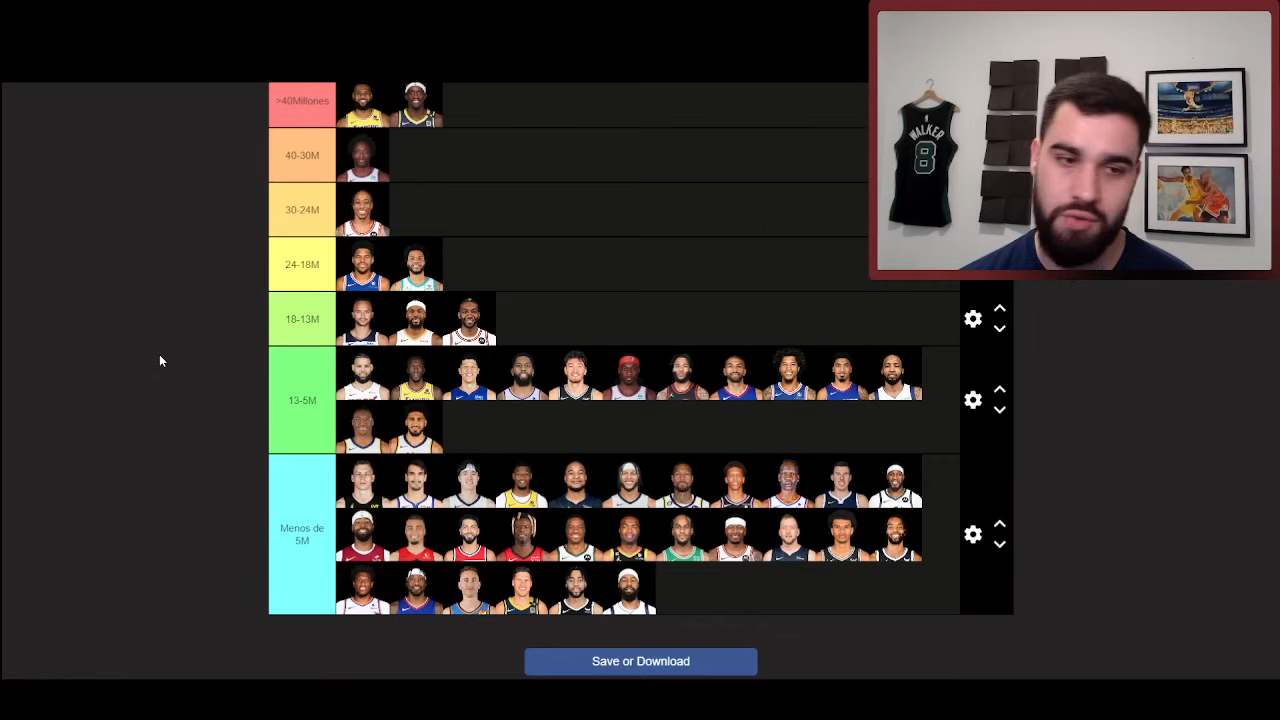 >40Millones
40-30M
30-24M
24-18M
18-13M
13-5M
Menos de
5M
Save or Download
WALKER
8